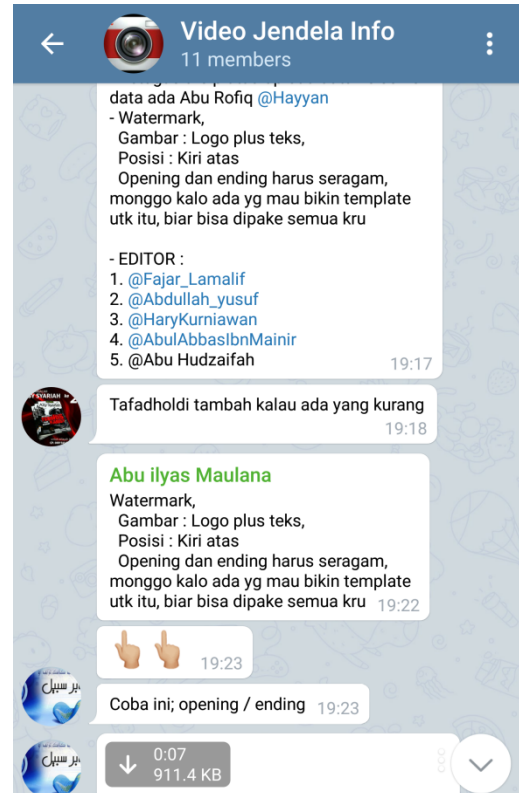 Video Jendela Info
11 members
data ada Abu Rofiq @Hayyan
- Watermark,
Gambar : Logo plus teks,
Posisi : Kiri atas
Opening dan ending harus seragam,
monggo kalo ada yg mau bikin template
utk itu, biar bisa dipake semua kru
- EDITOR :
1. @Fajar_Lamalif
2. @Abdullah_yusuf
3. @HaryKurniawan
4. @AbulAbbasIbnMainir
5. @Abu Hudzaifah
19:17
Tafadholdi tambah kalau ada yang kurang
19:18
Abu ilyas Maulana
Watermark,
Gambar : Logo plus teks,
Posisi : Kiri atas
Opening dan ending harus seragam,
monggo kalo ada yg mau bikin template
utk itu, biar bisa dipake semua kru 19:22
👆🏼 👆🏼 19:23
Coba ini; opening / ending 19:23
0:07
911.4 KB